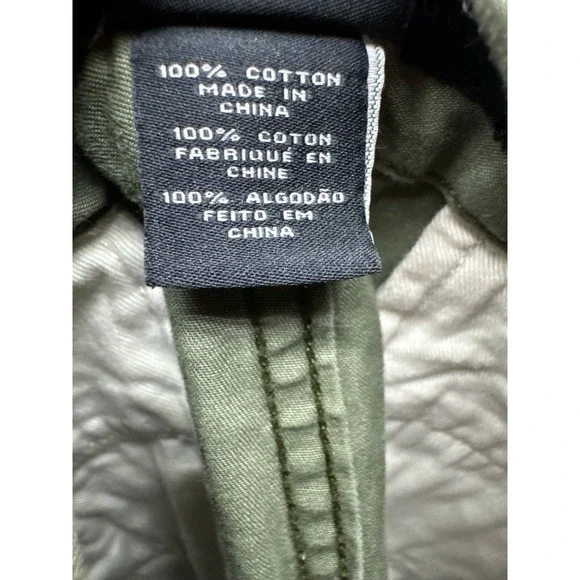 100% COTTON
MADE IN
CHINA
100% COTON
FABRIQUÉ EN
CHINE
100% ALGODÃO
FEITO EM
CHINA